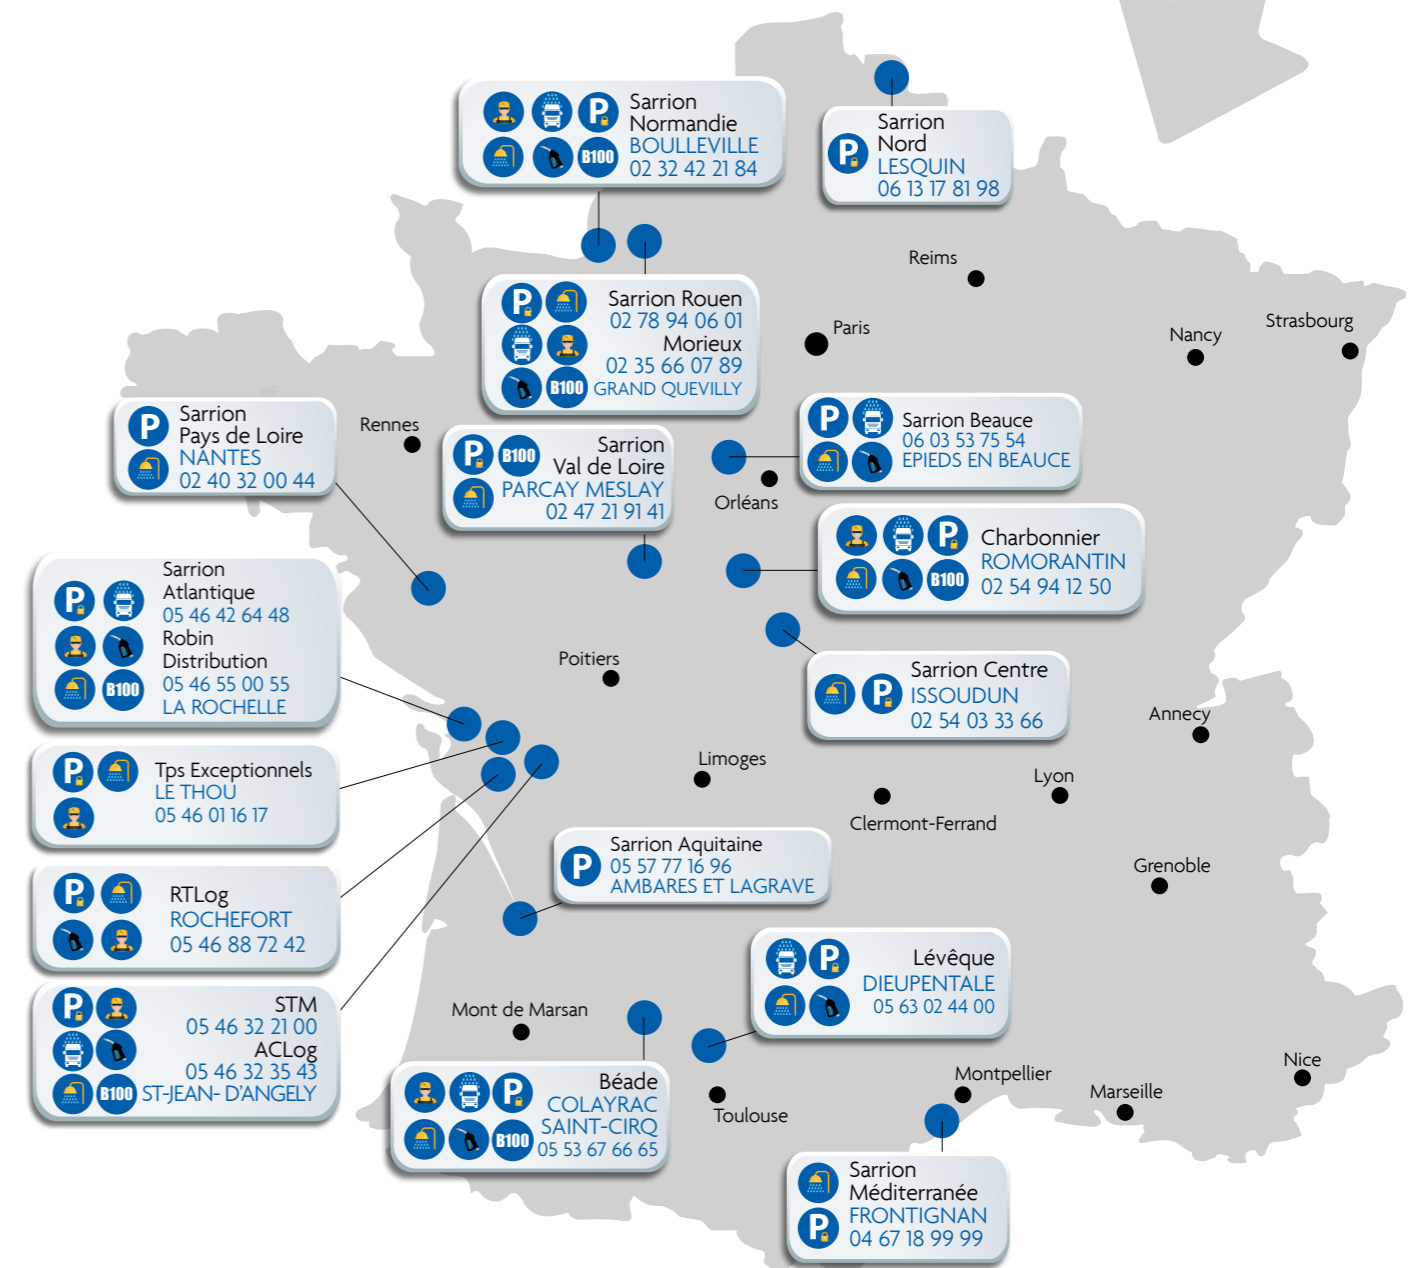 Sarrion
Normandie
BOULLEVILLE
02 32 42 21 84
P
B100
Sarrion
Nord
LESQUIN
06 13 17 81 98
P
Reims
Paris
Nancy
Strasbourg
P
B100
Sarrion Rouen
02 78 94 06 01
Morieux
02 35 66 07 89
GRAND QUEVILLY
P
Sarrion
Pays de Loire
NANTES
02 40 32 00 44
Rennes
P
B100
Sarrion
Val de Loire
PARCAY MESLAY
02 47 21 91 41
P
Sarrion Beauce
06 03 53 75 54
EPIEDS EN BEAUCE
Orléans
P
B100
Charbonnier
ROMORANTIN
02 54 94 12 50
P
B100
Sarrion
Atlantique
05 46 42 64 48
Robin
Distribution
05 46 55 00 55
LA ROCHELLE
Poitiers
P
Sarrion Centre
ISSOUDUN
02 54 03 33 66
Annecy
P
Tps Exceptionnels
LE THOU
05 46 01 16 17
Limoges
Lyon
Clermont-Ferrand
P
Sarrion Aquitaine
05 57 77 16 96
AMBARES ET LAGRAVE
Grenoble
P
RTLog
ROCHEFORT
05 46 88 72 42
P
Lévêque
DIEUPENTALE
05 63 02 44 00
P
B100
STM
05 46 32 21 00
ACLog
05 46 32 35 43
ST-JEAN- D'ANGELY
Mont de Marsan
P
B100
Béade
COLAYRAC
SAINT-CIRQ
05 53 67 66 65
Toulouse
Montpellier
Marseille
Nice
P
Sarrion
Méditerranée
FRONTIGNAN
04 67 18 99 99